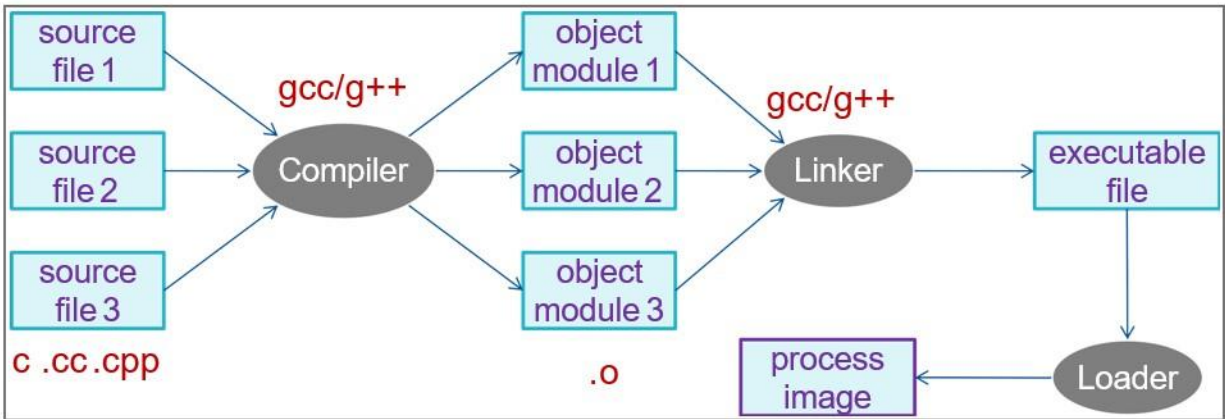 source
file 1
object
module 1
gcc/g++
gcc/g++
source
file 2
Compiler
object
module 2
Linker
executable
file
source
file 3
object
module 3
c .cc .cpp
.o
process
image
Loader